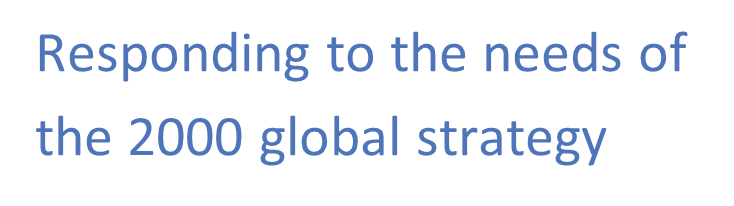 Responding to the needs of
the 2000 global strategy